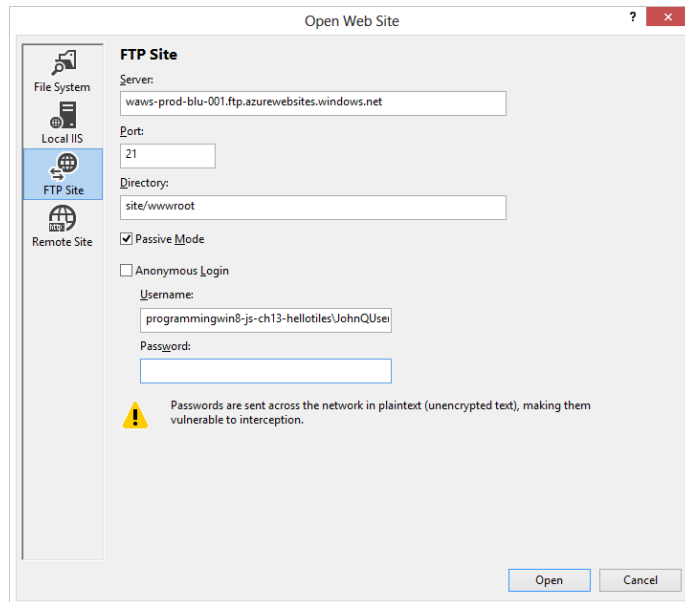 Open Web Site
?
File System
Local IIS
FTP Site
Remote Site
FTP Site
Server:
waws-prod-blu-001.ftp.azurewebsites.windows.net
Port:
21
Directory:
site/wwwroot
Passive Mode
Anonymous Login
Username:
programmingwin8-js-ch13-hellotiles\JohnQUser
Password:
Passwords are sent across the network in plaintext (unencrypted text), making them
vulnerable to interception.
Open
Cancel